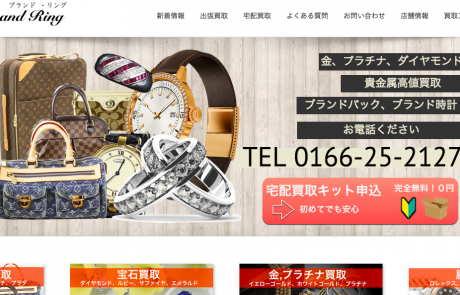 ブランド ・リング
and Ring
新着情報 出張買取 宅配買取 よくある質問 お問い合わせ 店舗情報 買取ブ
金、プラチナ、ダイヤモンド
貴金属高値買取
ブランドバック、ブランド時計
お電話ください
TEL 0166-25-2127
宅配買取キット申込 完全無料!0円
初めてでも安心
買取 宝石買取 金,プラチナ買取
ダイヤモンド、ルビー、サファイヤ、エメラルド イエローゴールド、ホワイトゴールド、プラチナ ロレックス、